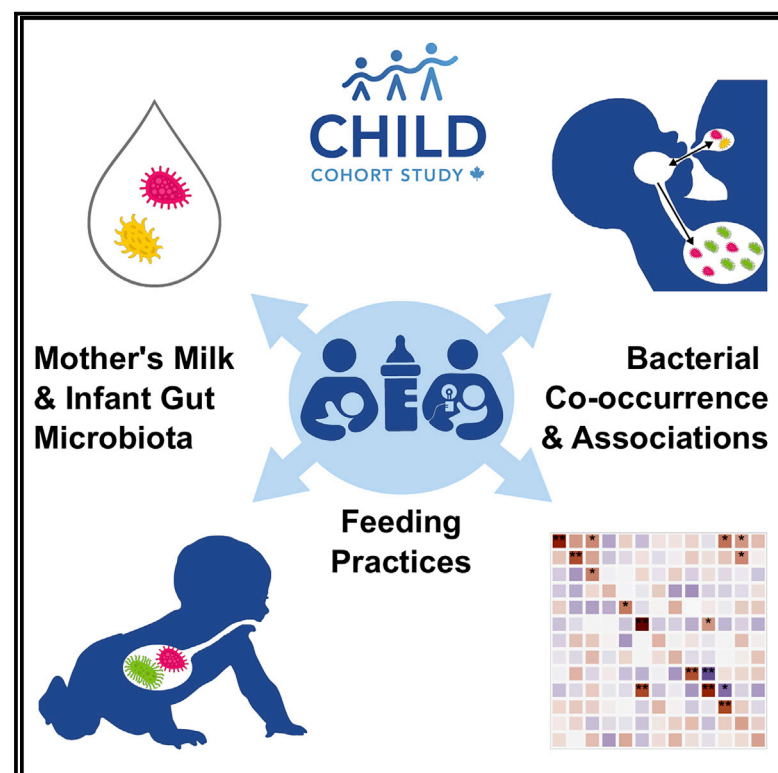 CHILD
COHORT STUDY
Mother's Milk
& Infant Gut
Microbiota
Bacterial
Co-occurrence
& Associations
Feeding
Practices
** * * *
** *
*
*
** *
** **
** ** *
**